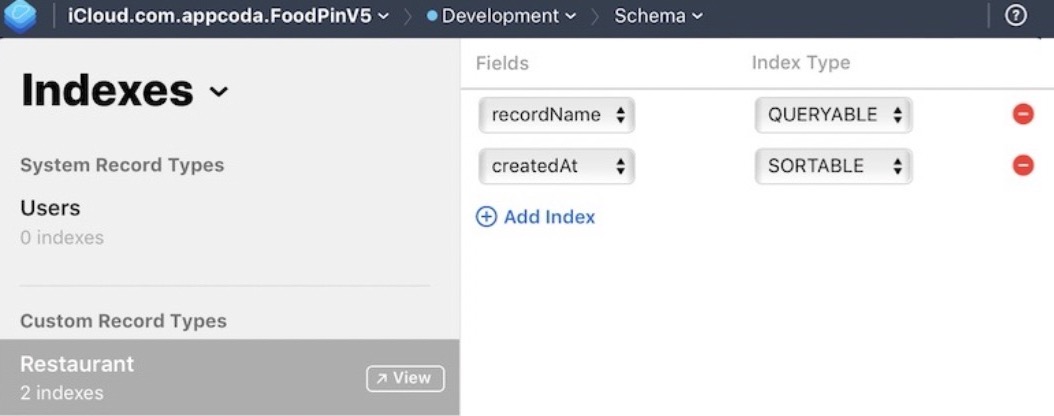 iCloud.com.appcoda.FoodPinV5 Development Schema
Indexes
System Record Types
Users
0 indexes
Custom Record Types
Restaurant
2 indexes
View
Fields Index Type
recordName QUERYABLE
createdAt SORTABLE
Add Index